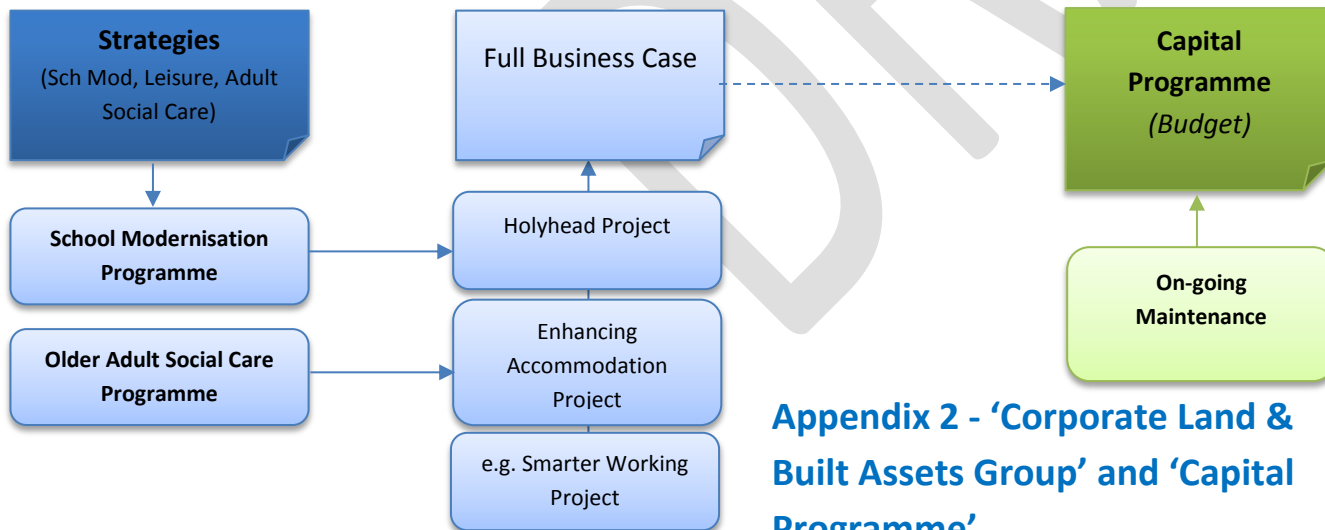 Strategies
(Sch Mod, Leisure, Adult
Social Care)
Full Business Case
Capital
Programme
(Budget)
School Modernisation
Programme
Holyhead Project
On-going
Maintenance
Older Adult Social Care
Programme
Enhancing
Accommodation
Project
e.g. Smarter Working
Project
Appendix 2 - ‘Corporate Land &
Built Assets Group’ and ‘Capital
Programme’